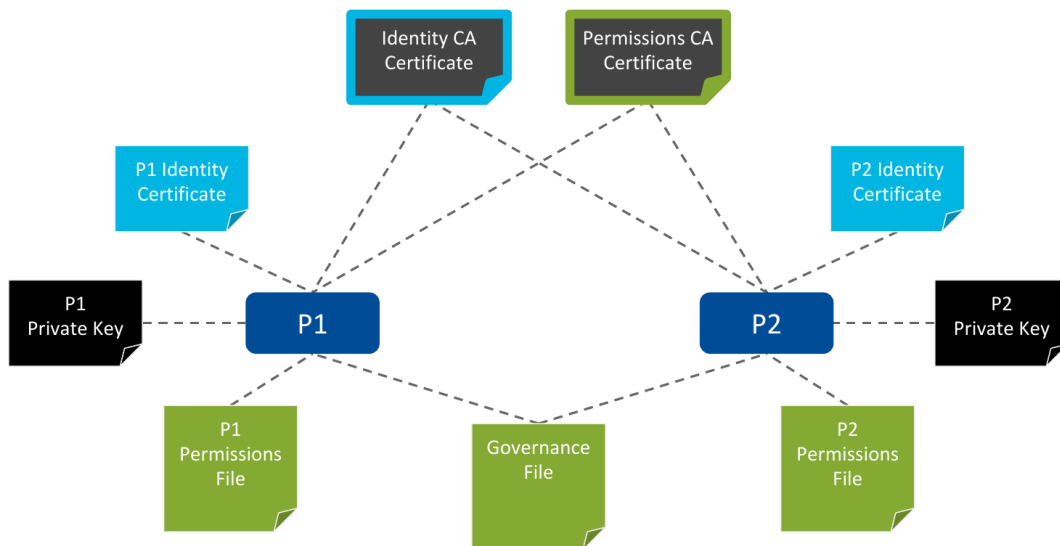 Identity CA
Certificate
Permissions CA
Certificate
P1 Identity
Certificate
P2 Identity
Certificate
P1
Private Key
P1
P2
P2
Private Key
P1
Permissions
File
Governance
File
P2
Permissions
File